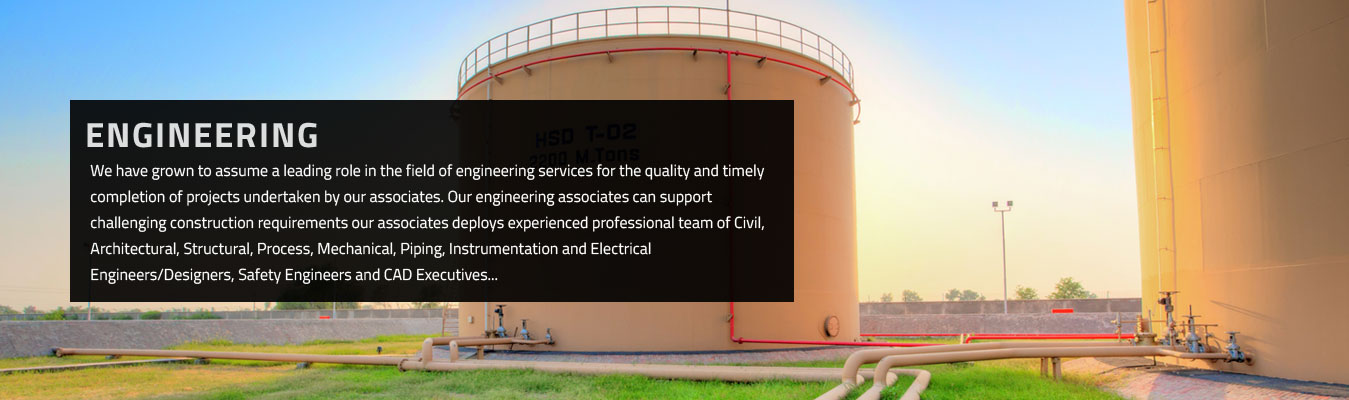 ENGINEERING
HSD T-02
2200 M Tons
We have grown to assume a leading role in the field of engineering services for the quality and timely
completion of projects undertaken by our associates. Our engineering associates can support
challenging construction requirements our associates deploys experienced professional team of Civil,
Architectural, Structural, Process, Mechanical, Piping, Instrumentation and Electrical
Engineers/Designers, Safety Engineers and CAD Executives...